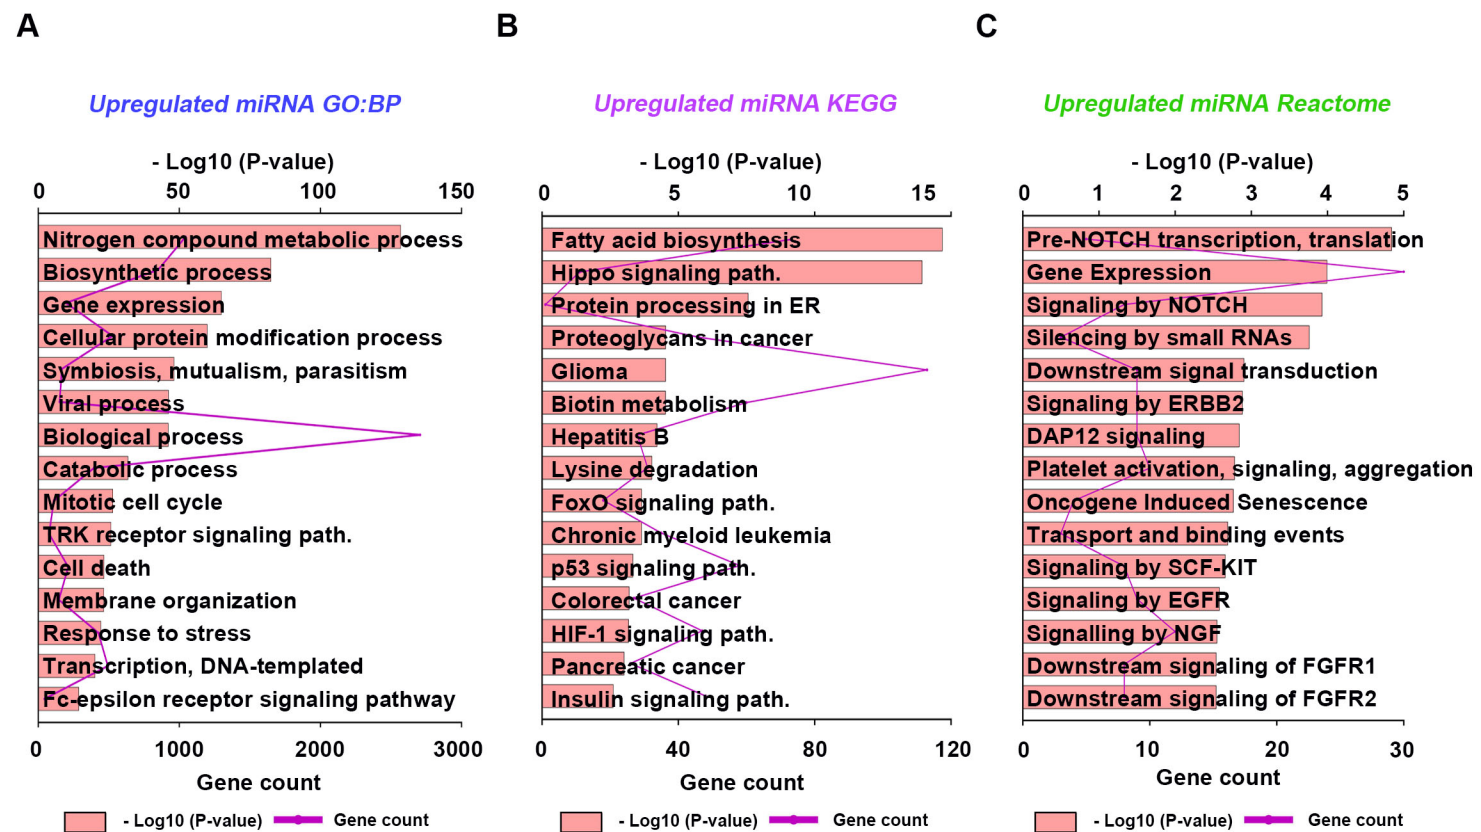 A
B
C
Upregulated miRNA GO:BP
Upregulated miRNA KEGG
Upregulated miRNA Reactome
- Log10 (P-value)
- Log10 (P-value)
- Log10 (P-value)
0 50 100 150
0 5 10 15
0 1 2 3 4 5
Nitrogen compound metabolic process
Biosynthetic process
Gene expression
Cellular protein modification process
Symbiosis, mutualism, parasitism
Viral process
Biological process
Catabolic process
Mitotic cell cycle
TRK receptor signaling path.
Cell death
Membrane organization
Response to stress
Transcription, DNA-templated
Fc-epsilon receptor signaling pathway
0 1000 2000 3000
Gene count
- Log10 (P-value) Gene count
Fatty acid biosynthesis
Hippo signaling path.
Protein processing in ER
Proteoglycans in cancer
Glioma
Biotin metabolism
Hepatitis B
Lysine degradation
FoxO signaling path.
Chronic myeloid leukemia
p53 signaling path.
Colorectal cancer
HIF-1 signaling path.
Pancreatic cancer
Insulin signaling path.
0 40 80 120
Gene count
- Log10 (P-value) Gene count
Pre-NOTCH transcription, translation
Gene Expression
Signaling by NOTCH
Silencing by small RNAs
Downstream signal transduction
Signaling by ERBB2
DAP12 signaling
Platelet activation, signaling, aggregation
Oncogene Induced Senescence
Transport and binding events
Signaling by SCF-KIT
Signaling by EGFR
Signalling by NGF
Downstream signaling of FGFR1
Downstream signaling of FGFR2
0 10 20 30
Gene count
- Log10 (P-value) Gene count